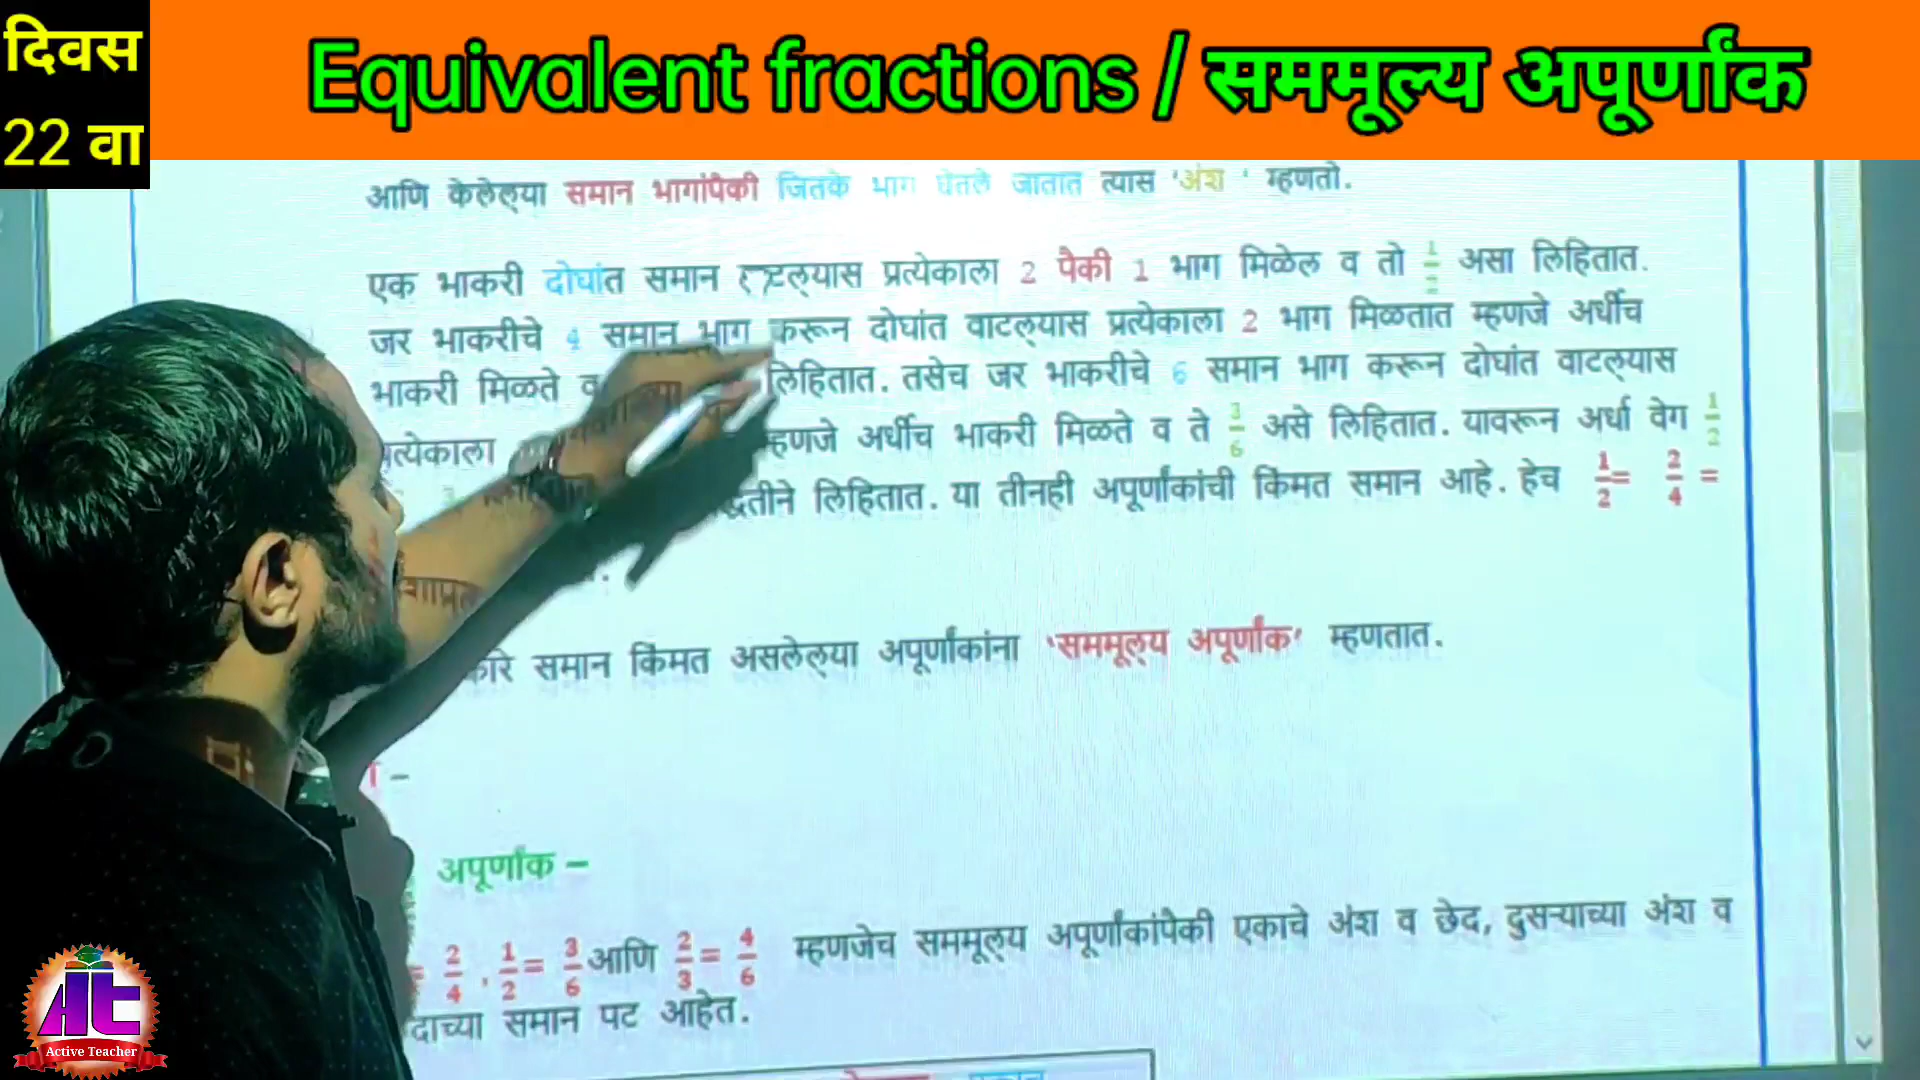 दिवस
22 वा
Equivalent fractions / सममूल्य अपूर्णांक
आणि केलेल्या समान भागांपैकी जितके भाग घेतले जातात त्यास 'अंश ' म्हणतो.
एक भाकरी दोघांत समान वाटल्यास प्रत्येकाला 2 पैकी 1 भाग मिळेल व तो 1/2 असा लिहितात.
जर भाकरीचे 4 समान भाग करून दोघांत वाटल्यास प्रत्येकाला 2 भाग मिळतात म्हणजे अर्धीच
भाकरी मिळते व लिहितात. तसेच जर भाकरीचे 6 समान भाग करून दोघांत वाटल्यास
प्रत्येकाला म्हणजे अर्धीच भाकरी मिळते व ते 3/6 असे लिहितात. यावरून अर्धा वेग 1/2
लिहितात. या तीनही अपूर्णांकांची किंमत समान आहे. हेच 1/2= 2/4 =
समान किंमत असलेल्या अपूर्णांकांना 'सममूल्य अपूर्णांक' म्हणतात.
अपूर्णांक –
= 2/4 , 1/2= 3/6 आणि 2/3= 4/6 म्हणजेच सममूल्य अपूर्णांकांपैकी एकाचे अंश व छेद, दुसऱ्याच्या अंश व
समान पट आहेत.
AT
Active Teacher